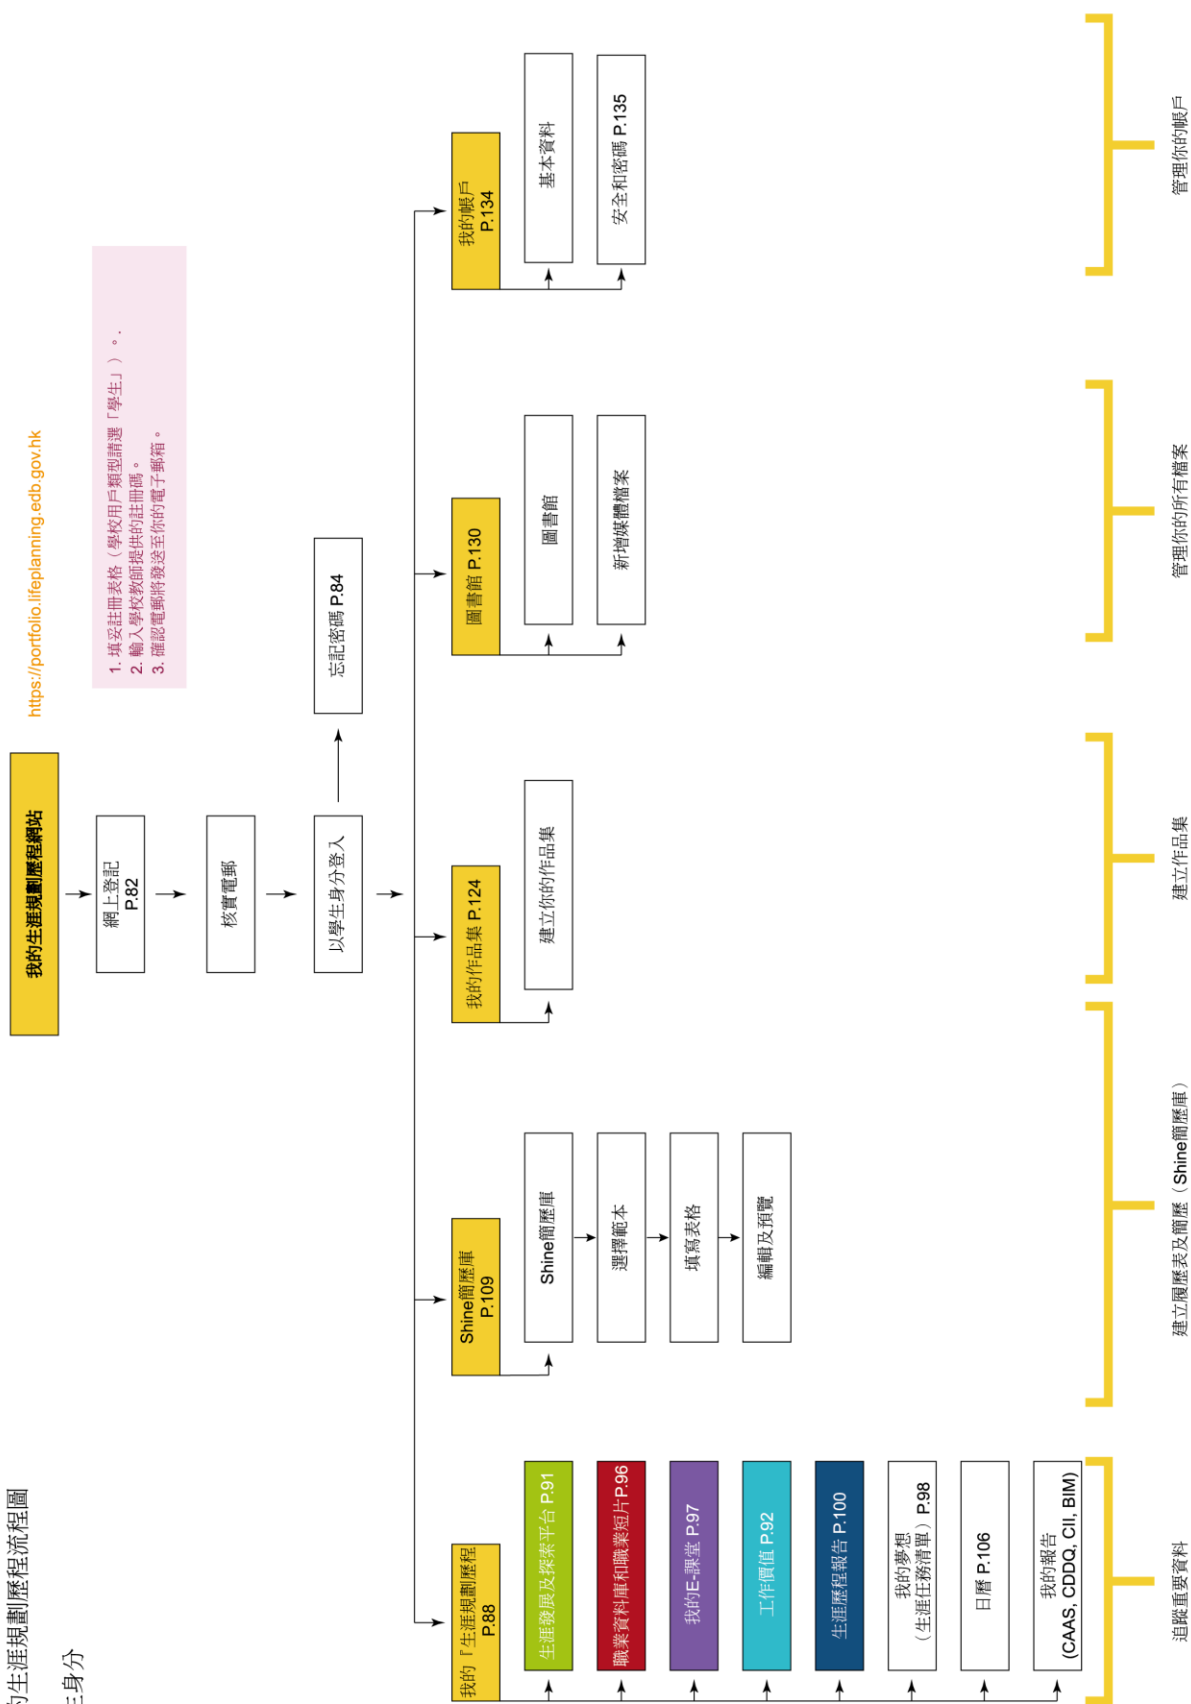 的生涯規劃歷程流程圖
生身分
我的生涯規劃歷程網站
https://portfolio.lifeplanning.edb.gov.hk
網上登記
P.82
1. 填妥註冊表格（學校用戶類型請選「學生」）。.
2. 輸入學校教師提供的註冊碼。
3. 確認電郵將發送至你的電子郵箱。
核實電郵
以學生身分登入
忘記密碼 P.84
我的「生涯規劃歷程
P.88
生涯發展及探索平台 P.91
職業資料庫和職業短片P.96
我的E-課堂 P.97
工作價值 P.92
生涯歷程報告 P.100
我的夢想
（生涯任務清單）P.98
日曆 P.106
我的報告
(CAAS, CDDQ, CII, BIM)
追蹤重要資料
Shine簡歷庫
P.109
Shine簡歷庫
選擇範本
填寫表格
編輯及預覽
建立履歷表及簡歷（Shine簡歷庫）
我的作品集 P.124
建立你的作品集
建立作品集
圖書館 P.130
圖書館
新增媒體檔案
管理你的所有檔案
我的帳戶
P.134
基本資料
安全和密碼 P.135
管理你的帳戶